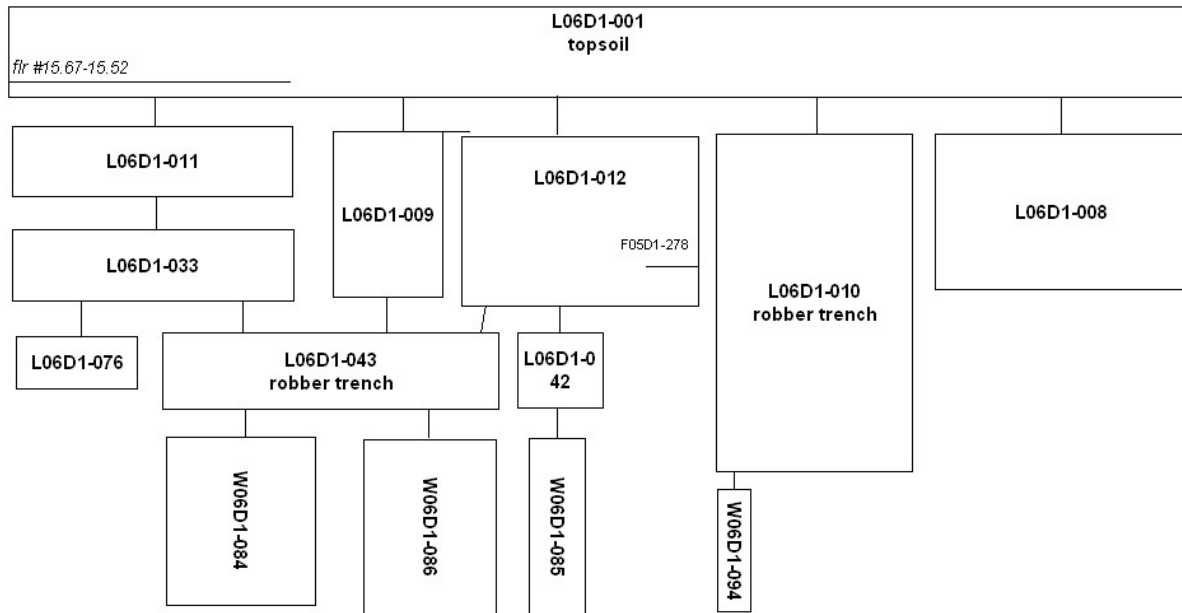 L06D1-001
topsoil
flr #15.67-15.52
L06D1-011
L06D1-009
L06D1-012
F05D1-278
L06D1-010
robber trench
L06D1-008
L06D1-033
L06D1-076
L06D1-043
robber trench
L06D1-0
42
W06D1-084
W06D1-086
W06D1-085
W06D1-094